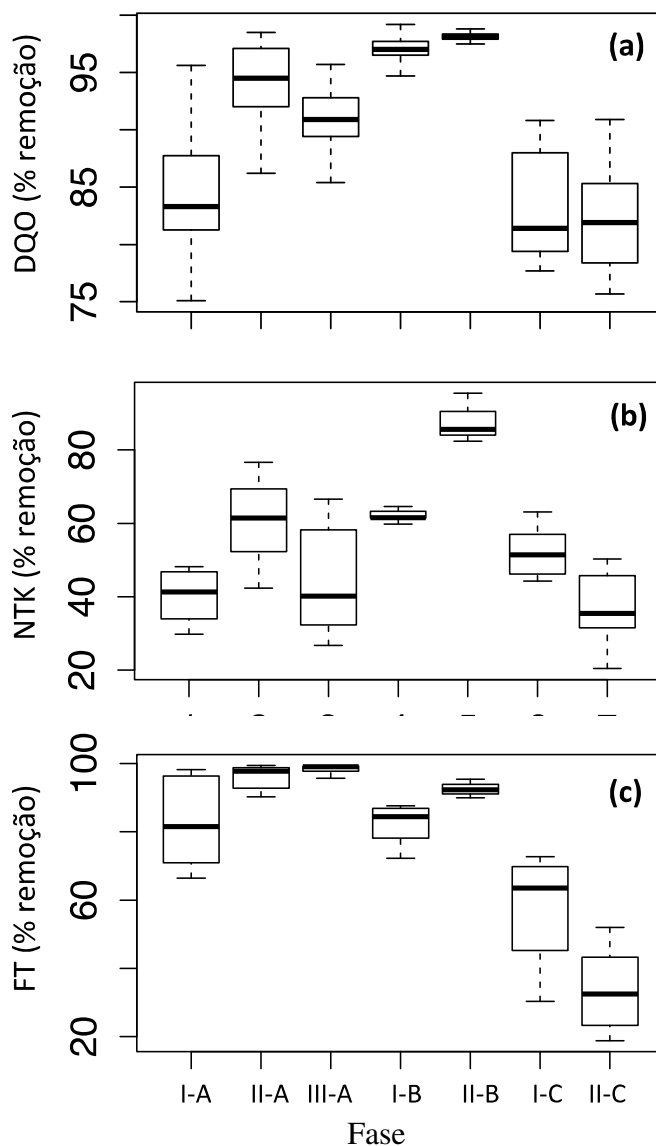 (a)
DQO (% remoção)
95
85
75
(b)
NTK (% remoção)
80
60
40
20
(c)
FT (% remoção)
100
60
20
I-A II-A III-A I-B II-B I-C II-C
Fase